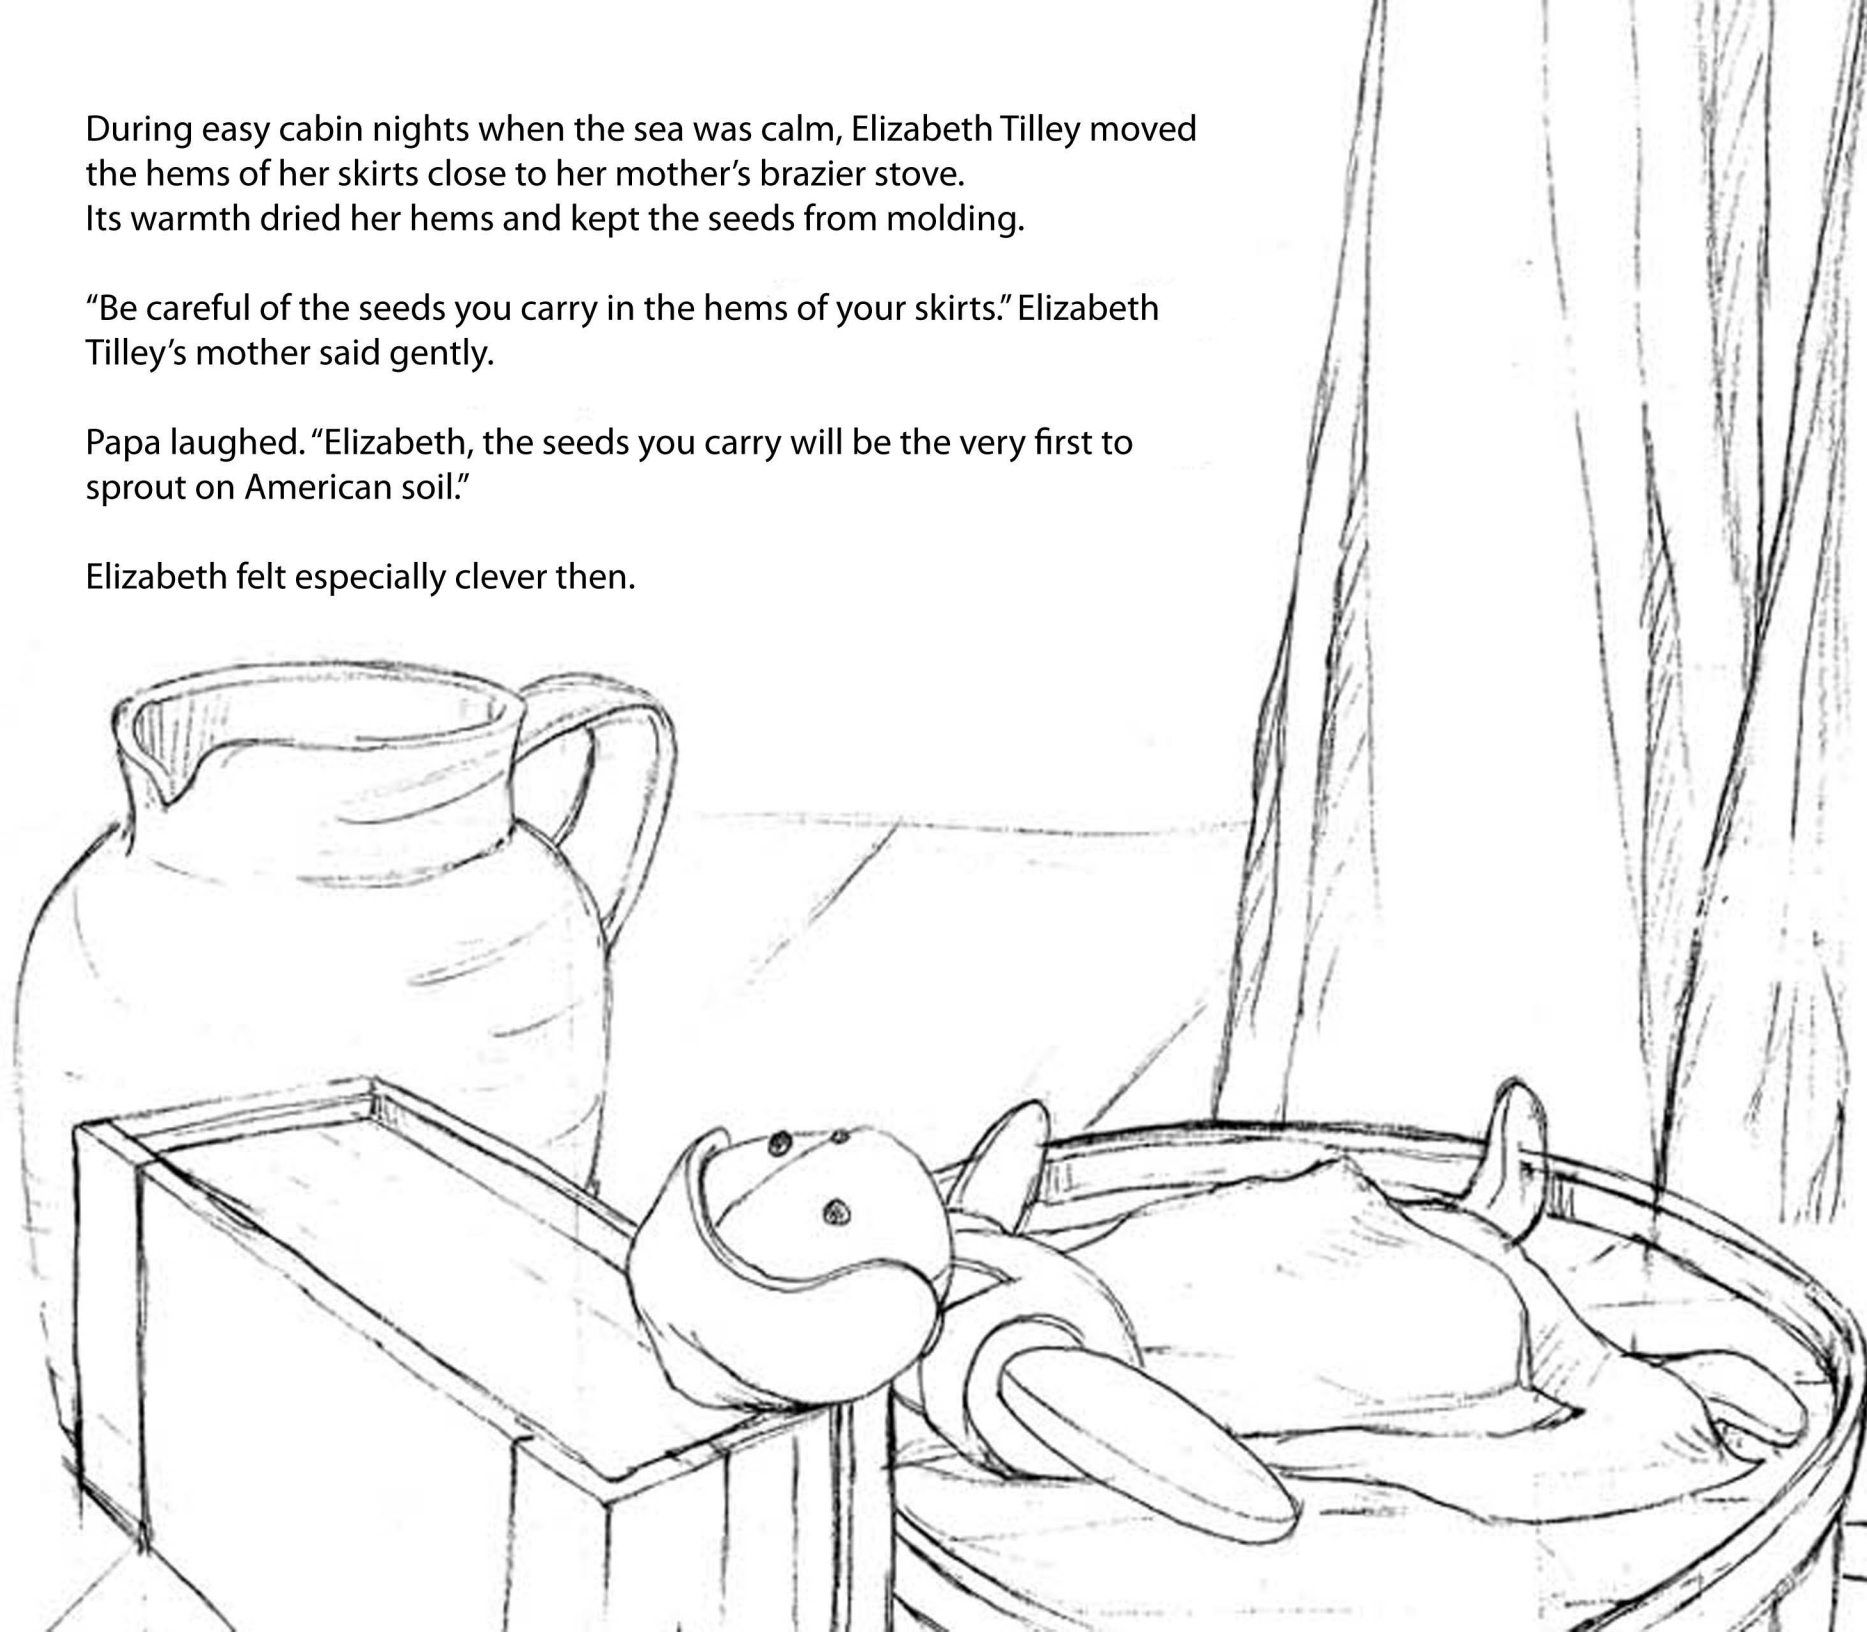 During easy cabin nights when the sea was calm, Elizabeth Tilley moved
the hems of her skirts close to her mother’s brazier stove.
Its warmth dried her hems and kept the seeds from molding.
“Be careful of the seeds you carry in the hems of your skirts.” Elizabeth
Tilley’s mother said gently.
Papa laughed. “Elizabeth, the seeds you carry will be the very first to
sprout on American soil.”
Elizabeth felt especially clever then.